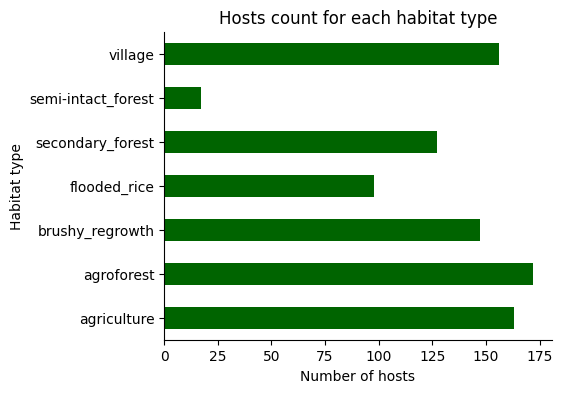 Hosts count for each habitat type
village
semi-intact_forest
secondary_forest
flooded_rice
brushy_regrowth
agroforest
agriculture
Habitat type
0 25 50 75 100 125 150 175
Number of hosts